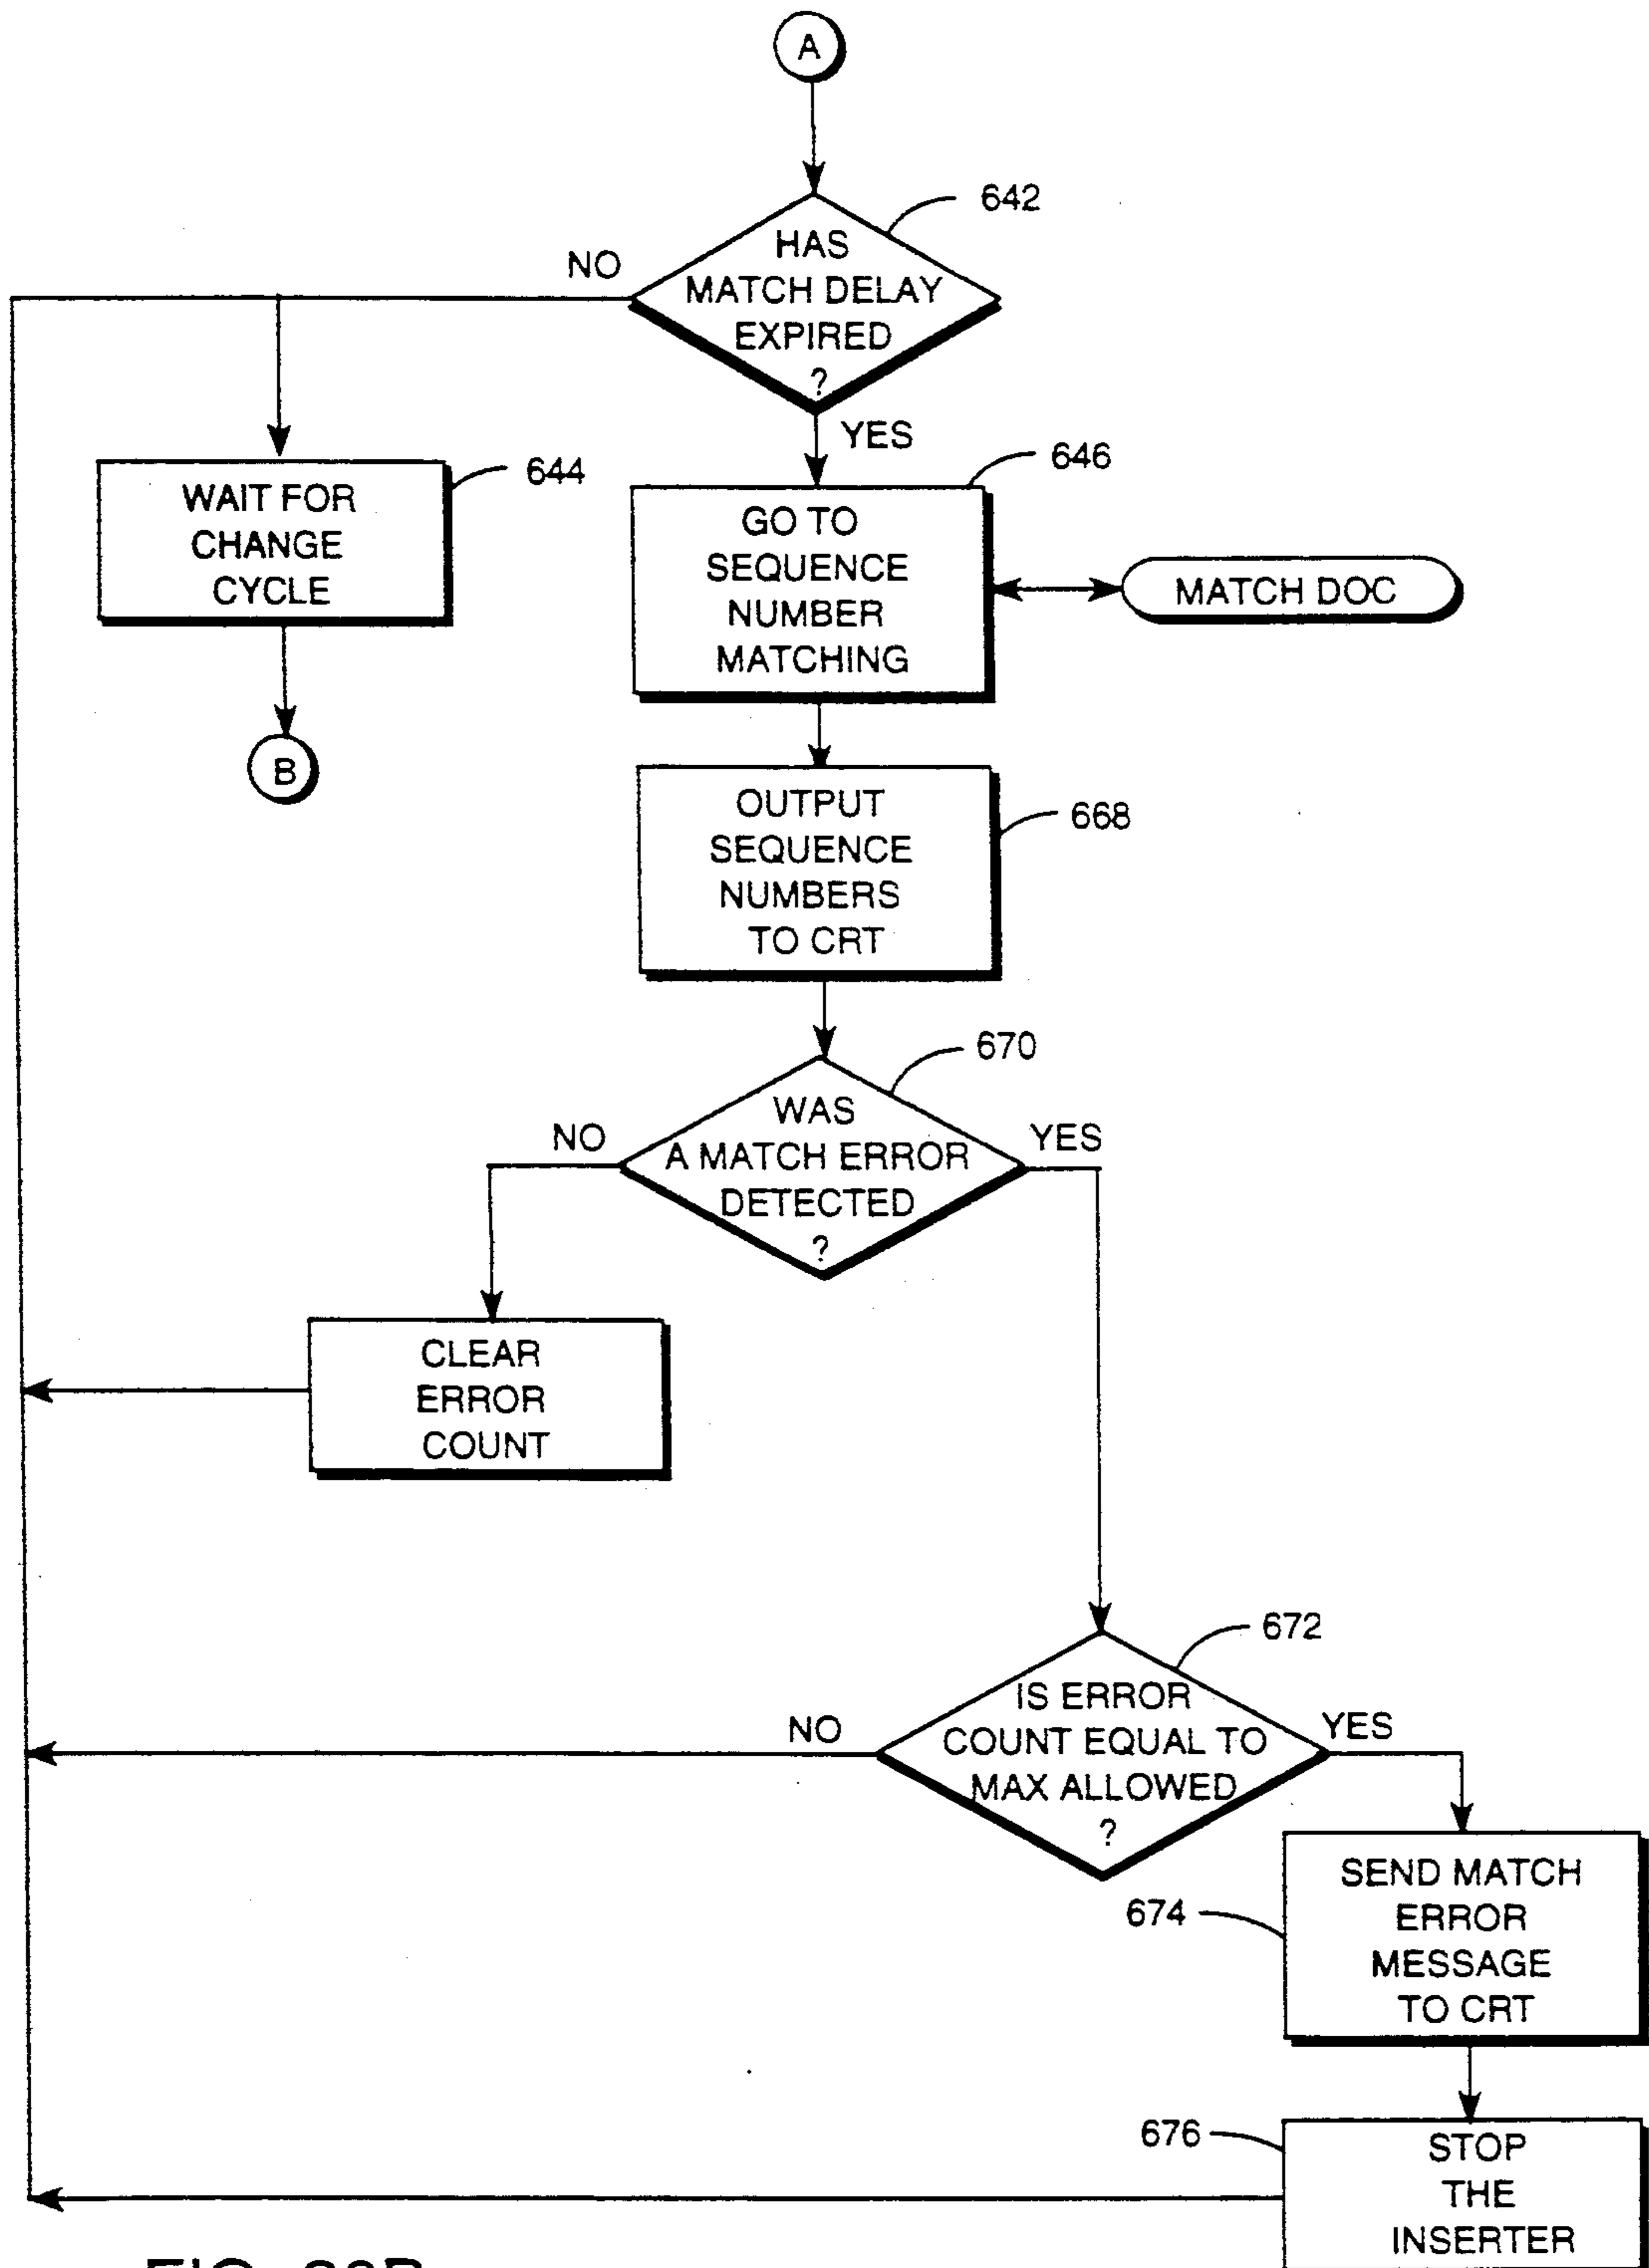 A
642
HAS
MATCH DELAY
EXPIRED
?
NO
YES
644
WAIT FOR
CHANGE
CYCLE
B
646
GO TO
SEQUENCE
NUMBER
MATCHING
MATCH DOC
668
OUTPUT
SEQUENCE
NUMBERS
TO CRT
670
WAS
A MATCH ERROR
DETECTED
?
NO
YES
CLEAR
ERROR
COUNT
672
IS ERROR
COUNT EQUAL TO
MAX ALLOWED
?
NO
YES
674
SEND MATCH
ERROR
MESSAGE
TO CRT
676
STOP
THE
INSERTER